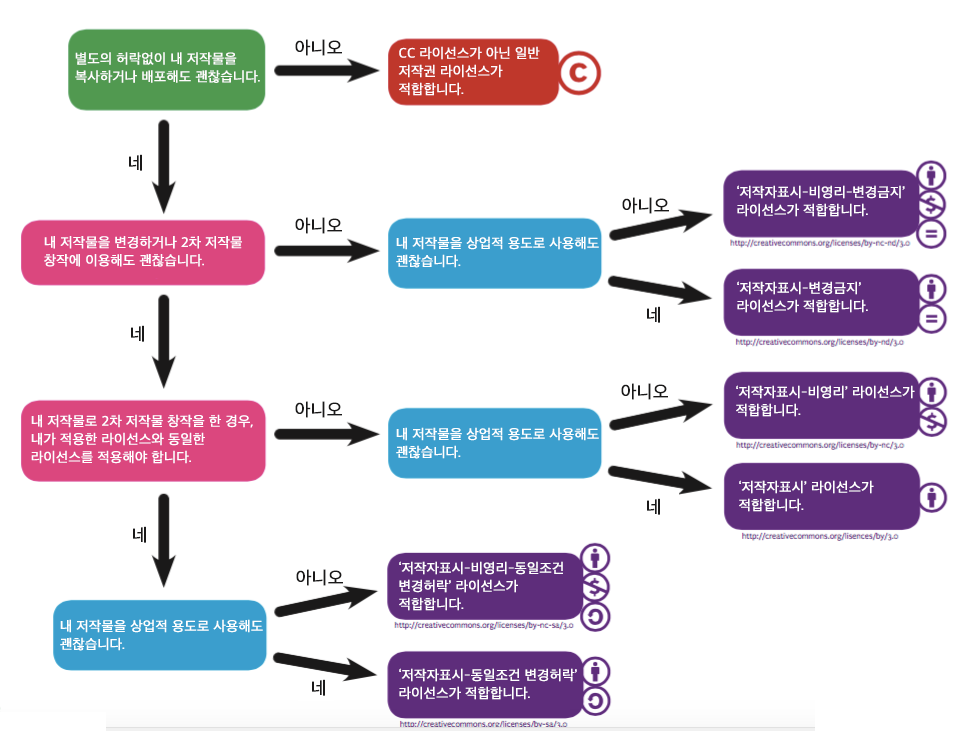 별도의 허락없이 내 저작물을
복사하거나 배포해도 괜찮습니다.
아니오
CC 라이선스가 아닌 일반
저작권 라이선스가
적합합니다.
C
네
내 저작물을 변경하거나 2차 저작물
창작에 이용해도 괜찮습니다.
아니오
내 저작물을 상업적 용도로 사용해도
괜찮습니다.
아니오
‘저작자표시-비영리-변경금지’
라이선스가 적합합니다.
http://creativecommons.org/licenses/by-nc-nd/3.0
네
‘저작자표시-변경금지’
라이선스가 적합합니다.
http://creativecommons.org/licenses/by-nd/3.0
네
내 저작물로 2차 저작물 창작을 한 경우,
내가 적용한 라이선스와 동일한
라이선스를 적용해야 합니다.
아니오
내 저작물을 상업적 용도로 사용해도
괜찮습니다.
아니오
‘저작자표시-비영리’ 라이선스가
적합합니다.
http://creativecommons.org/licenses/by-nc/3.0
네
‘저작자표시’ 라이선스가
적합합니다.
http://creativecommons.org/lisences/by/3.0
네
내 저작물을 상업적 용도로 사용해도
괜찮습니다.
아니오
‘저작자표시-비영리-동일조건
변경허락’ 라이선스가
적합합니다.
http://creativecommons.org/licenses/by-nc-sa/3.0
네
‘저작자표시-동일조건 변경허락’
라이선스가 적합합니다.
http://creativecommons.org/licenses/by-sa/3.0